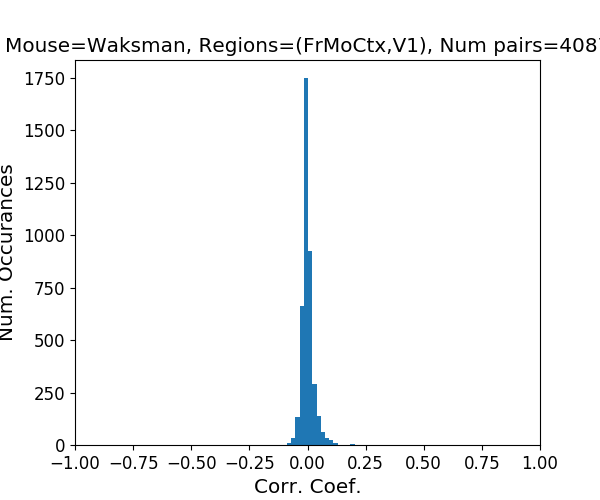 Mouse=Waksman, Regions=(FrMoCtx,V1), Num pairs=4087
1750
1500
1250
1000
750
500
250
0
Num. Occurances
−1.00 −0.75 −0.50 −0.25 0.00 0.25 0.50 0.75 1.00
Corr. Coef.